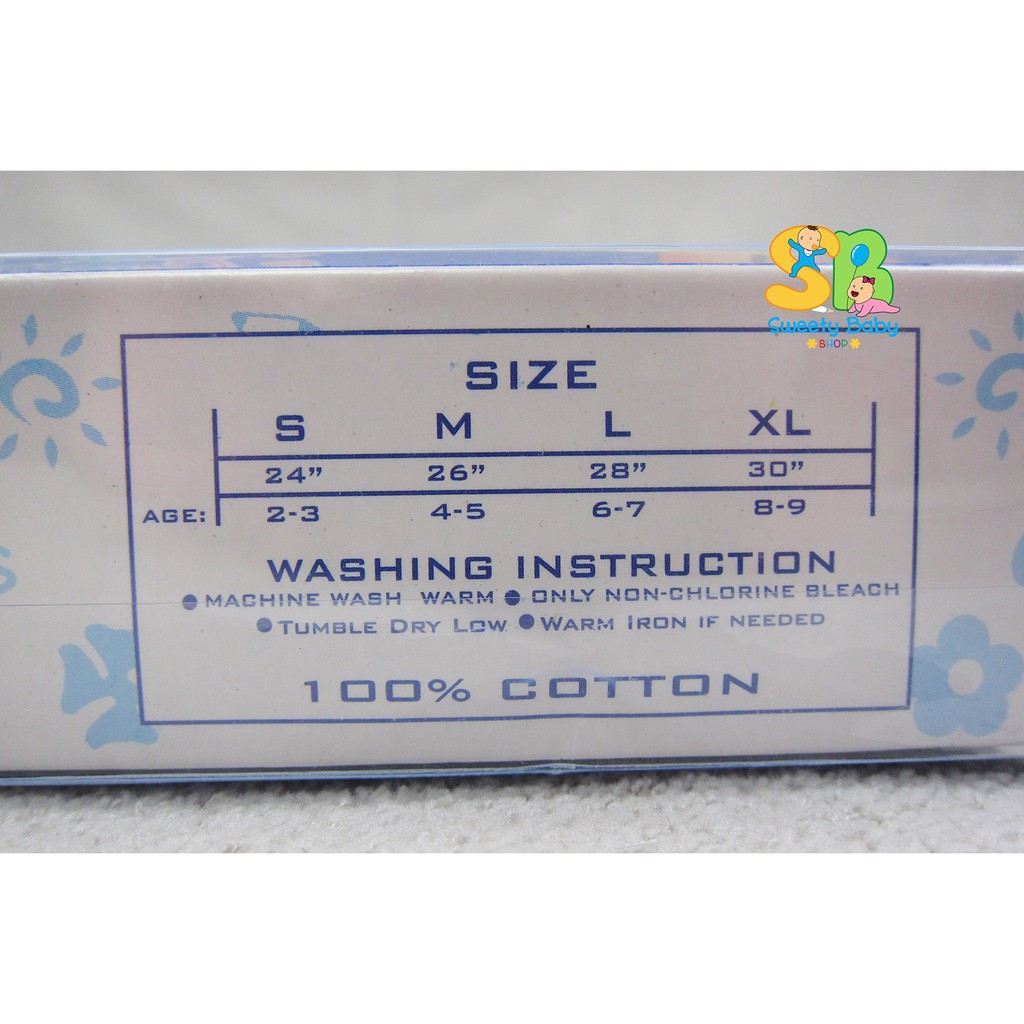 SB
Sweety Baby
SHOP
SIZE
S M L XL
24" 26" 28" 30"
AGE: 2-3 4-5 6-7 8-9
WASHING INSTRUCTION
● MACHINE WASH WARM ● ONLY NON-CHLORINE BLEACH
● TUMBLE DRY LOW ● WARM IRON IF NEEDED
100% COTTON